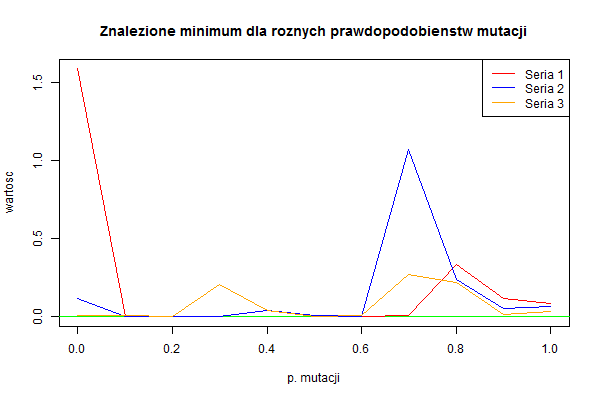 Znalezione minimum dla roznych prawdopodobienstw mutacji
Seria 1
Seria 2
Seria 3
wartosc
1.5
1.0
0.5
0.0
0.0 0.2 0.4 0.6 0.8 1.0
p. mutacji